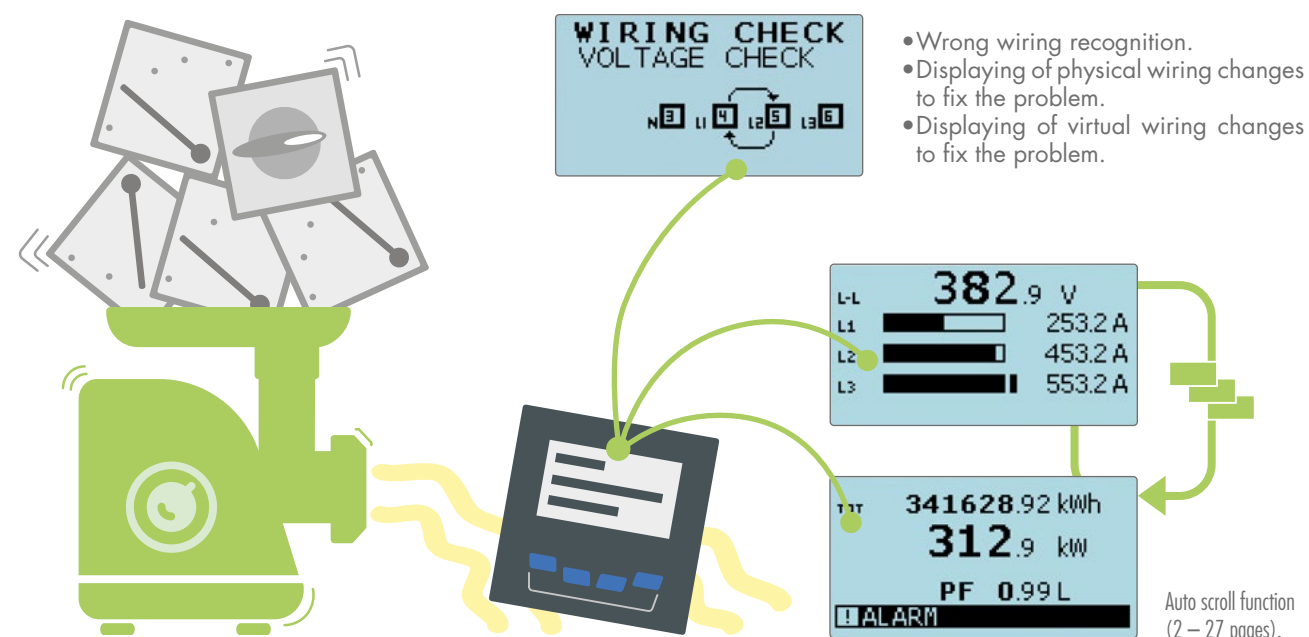 WIRING CHECK
VOLTAGE CHECK
N 3 L1 4 L2 5 L3 6
•Wrong wiring recognition.
•Displaying of physical wiring changes
to fix the problem.
•Displaying of virtual wiring changes
to fix the problem.
L-L 382.9 V
L1 253.2 A
L2 453.2 A
L3 553.2 A
TOT 341628.92 kWh
312.9 kW
PF 0.99 L
! ALARM
Auto scroll function
(2 – 27 pages).